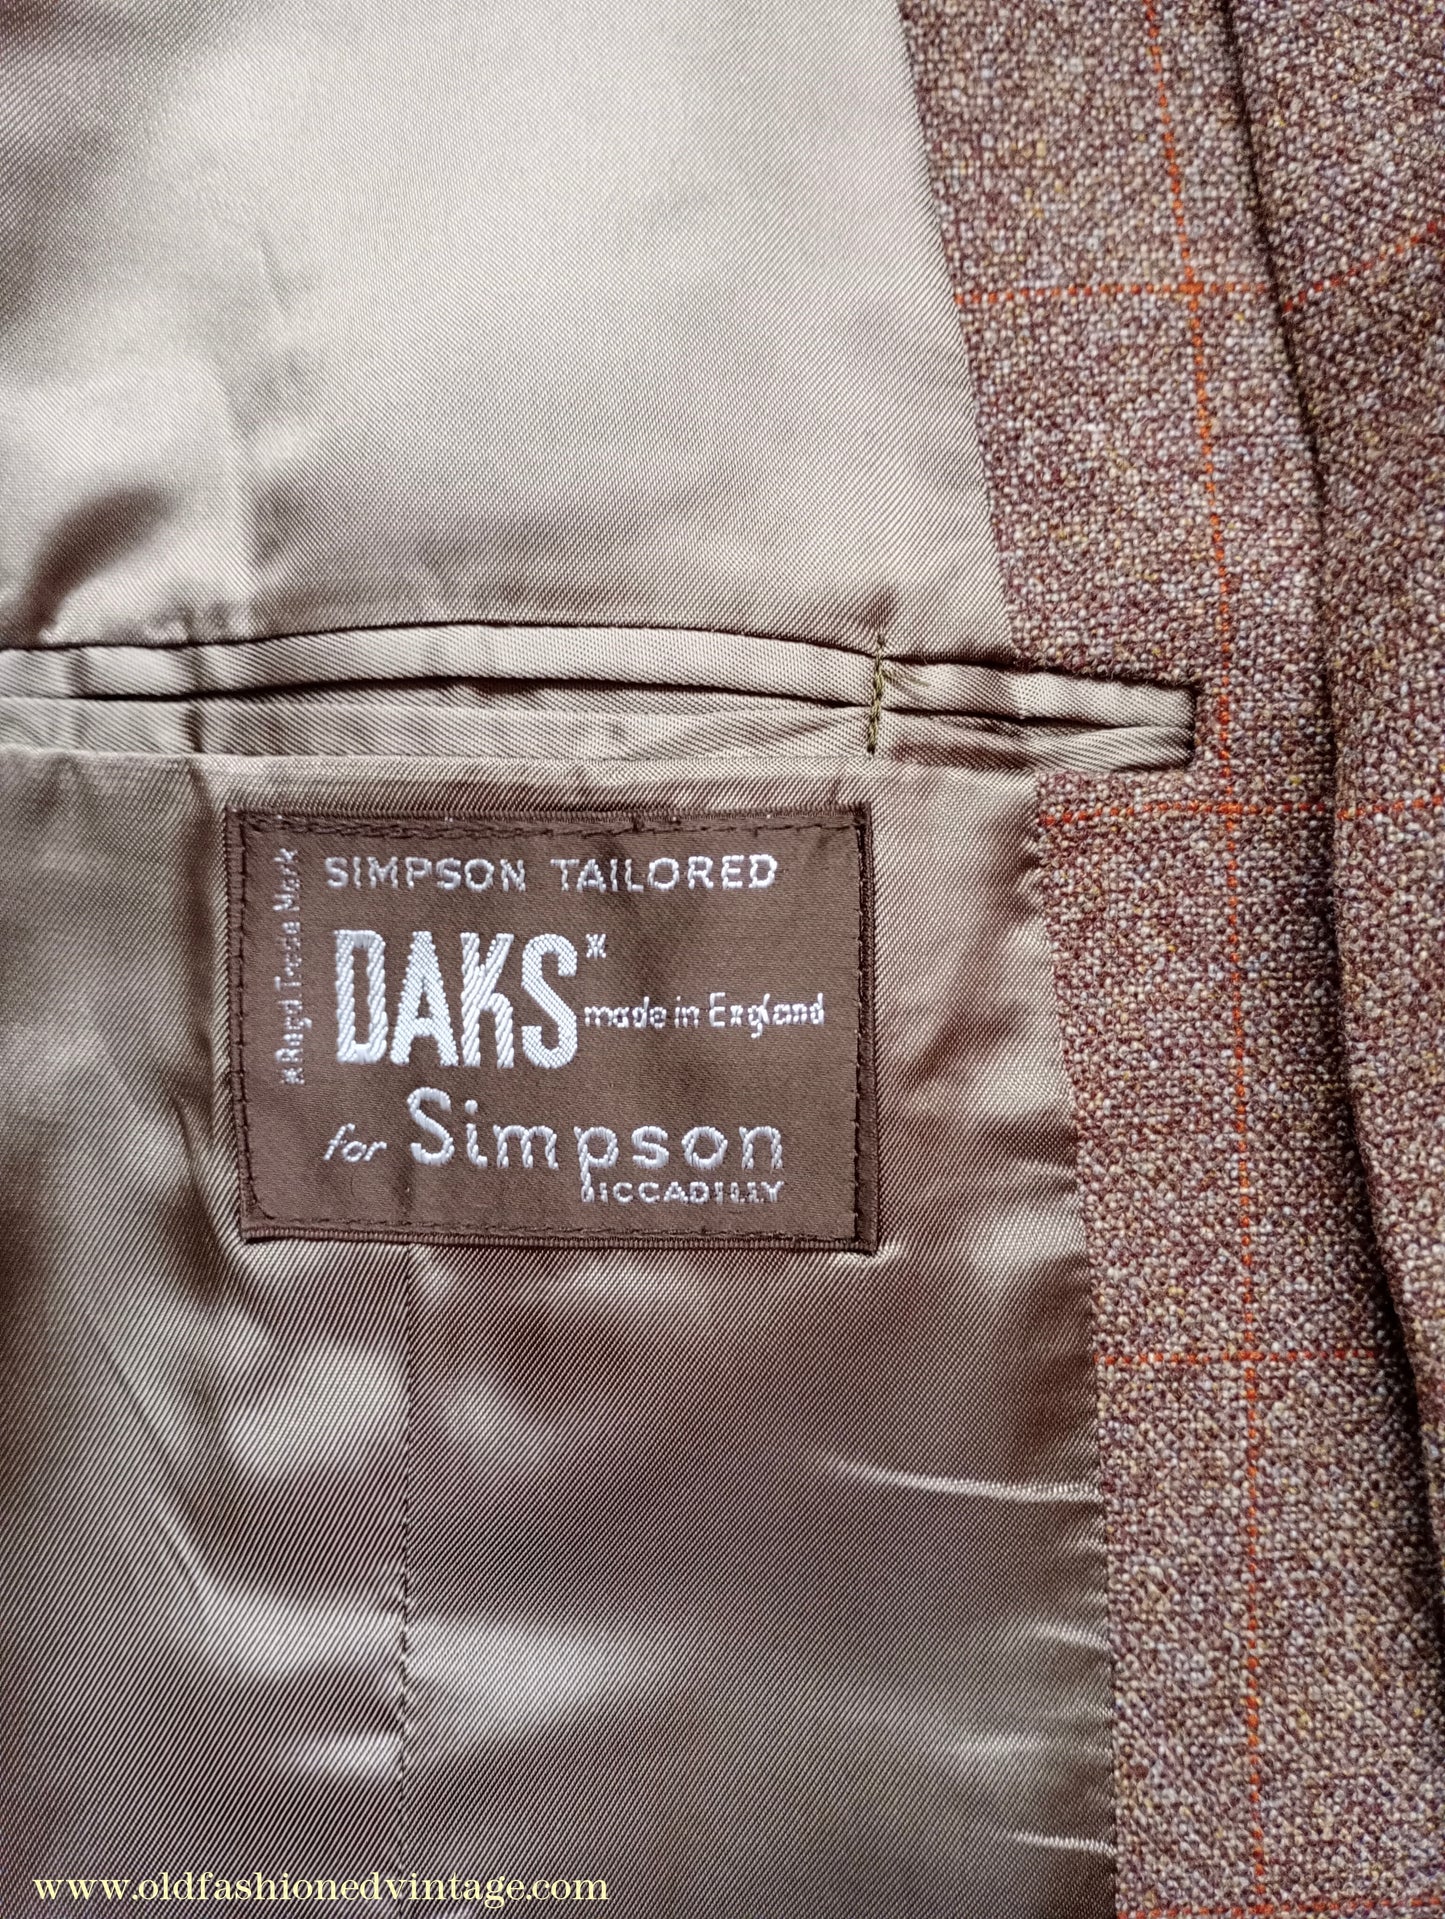 SIMPSON TAILORED
*Regd Trade Mark
DAKS*
made in England
for Simpson
PICCADILLY
www.oldfashionedvintage.com